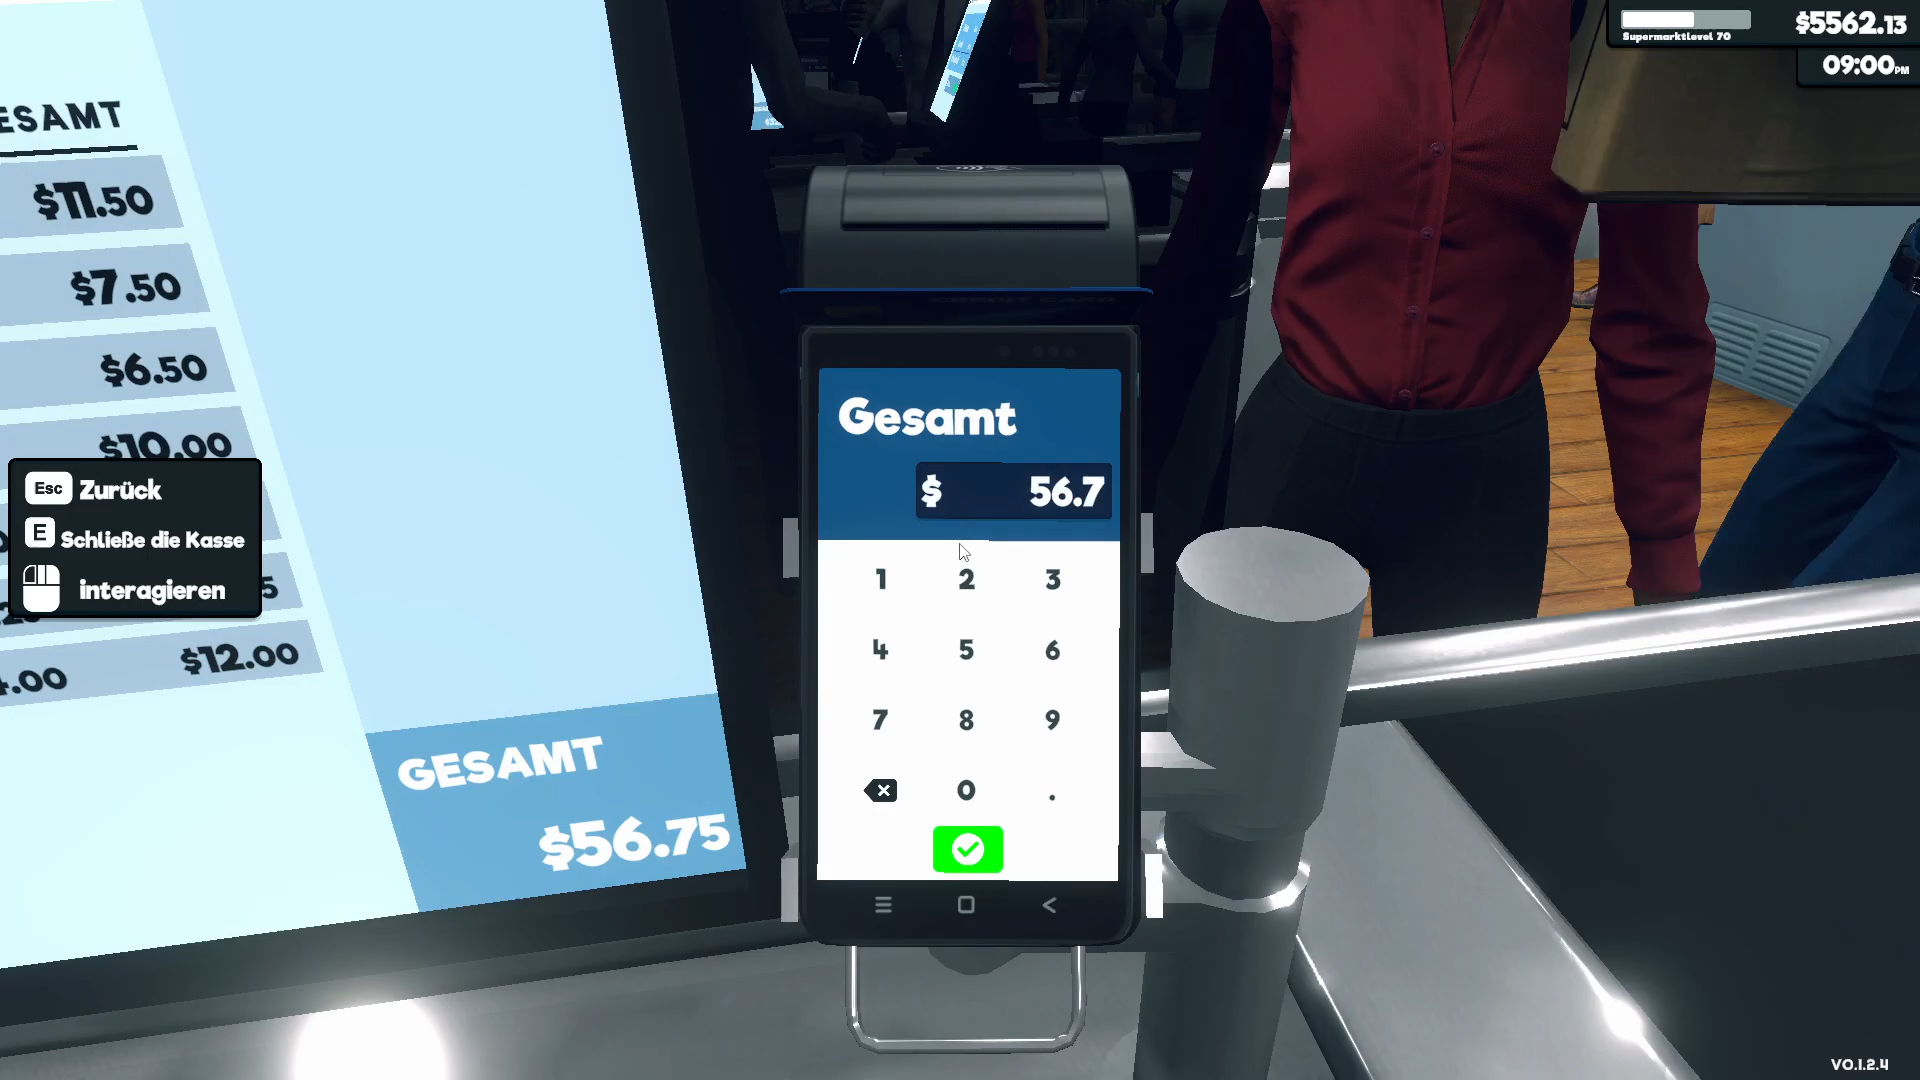 $5562.13
Supermarktlevel 70
09:00PM
ESAMT
$11.50
$7.50
$6.50
$10.00
$12.00
GESAMT
$56.75
Esc Zurück
E Schließe die Kasse
interagieren
CREDIT CARD
Gesamt
$ 56.7
1 2 3
4 5 6
7 8 9
0 .
V0.1.2.4